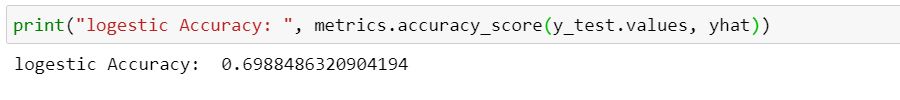 print("logestic Accuracy: ", metrics.accuracy_score(y_test.values, yhat))
logestic Accuracy:  0.6988486320904194